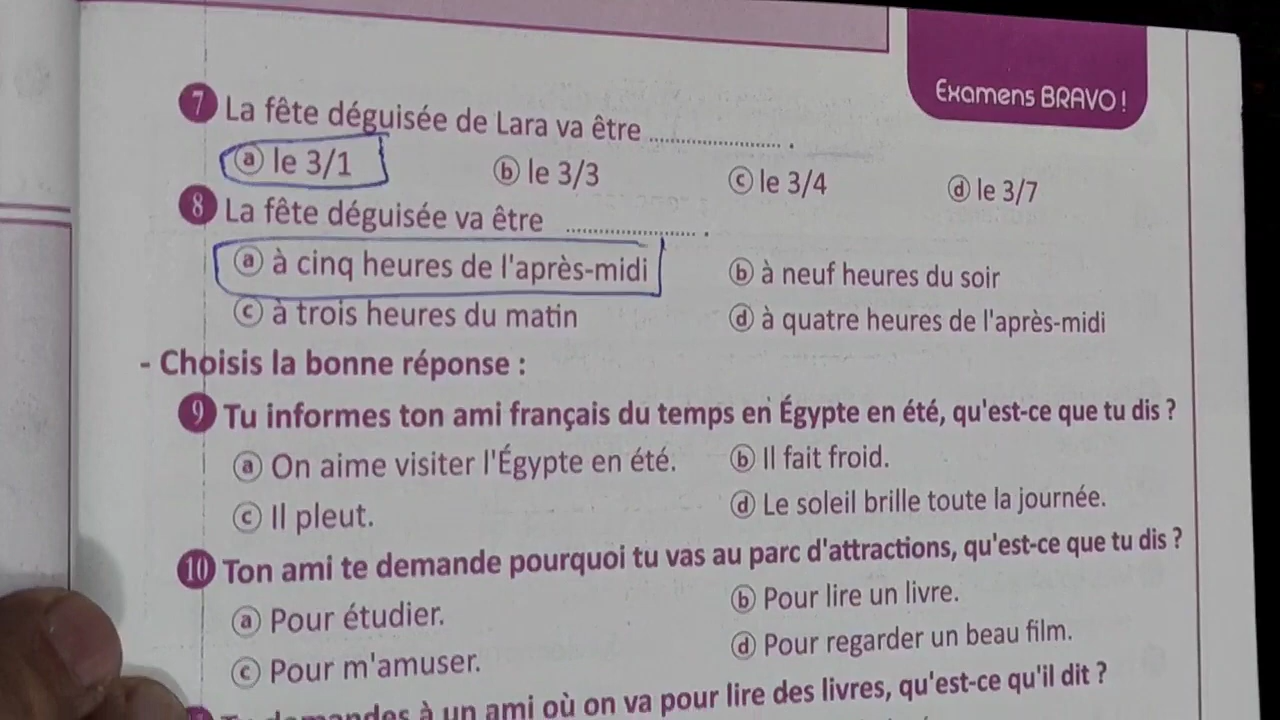 Examens BRAVO !
7 La fête déguisée de Lara va être ........................ .
ⓐ le 3/1 ⓑ le 3/3 ⓒ le 3/4 ⓓ le 3/7
8 La fête déguisée va être ........................ .
ⓐ à cinq heures de l'après-midi ⓑ à neuf heures du soir
ⓒ à trois heures du matin ⓓ à quatre heures de l'après-midi
- Choisis la bonne réponse :
9 Tu informes ton ami français du temps en Égypte en été, qu'est-ce que tu dis ?
ⓐ On aime visiter l'Égypte en été. ⓑ Il fait froid.
ⓒ Il pleut. ⓓ Le soleil brille toute la journée.
10 Ton ami te demande pourquoi tu vas au parc d'attractions, qu'est-ce que tu dis ?
ⓐ Pour étudier. ⓑ Pour lire un livre.
ⓒ Pour m'amuser. ⓓ Pour regarder un beau film.
à un ami où on va pour lire des livres, qu'est-ce qu'il dit ?